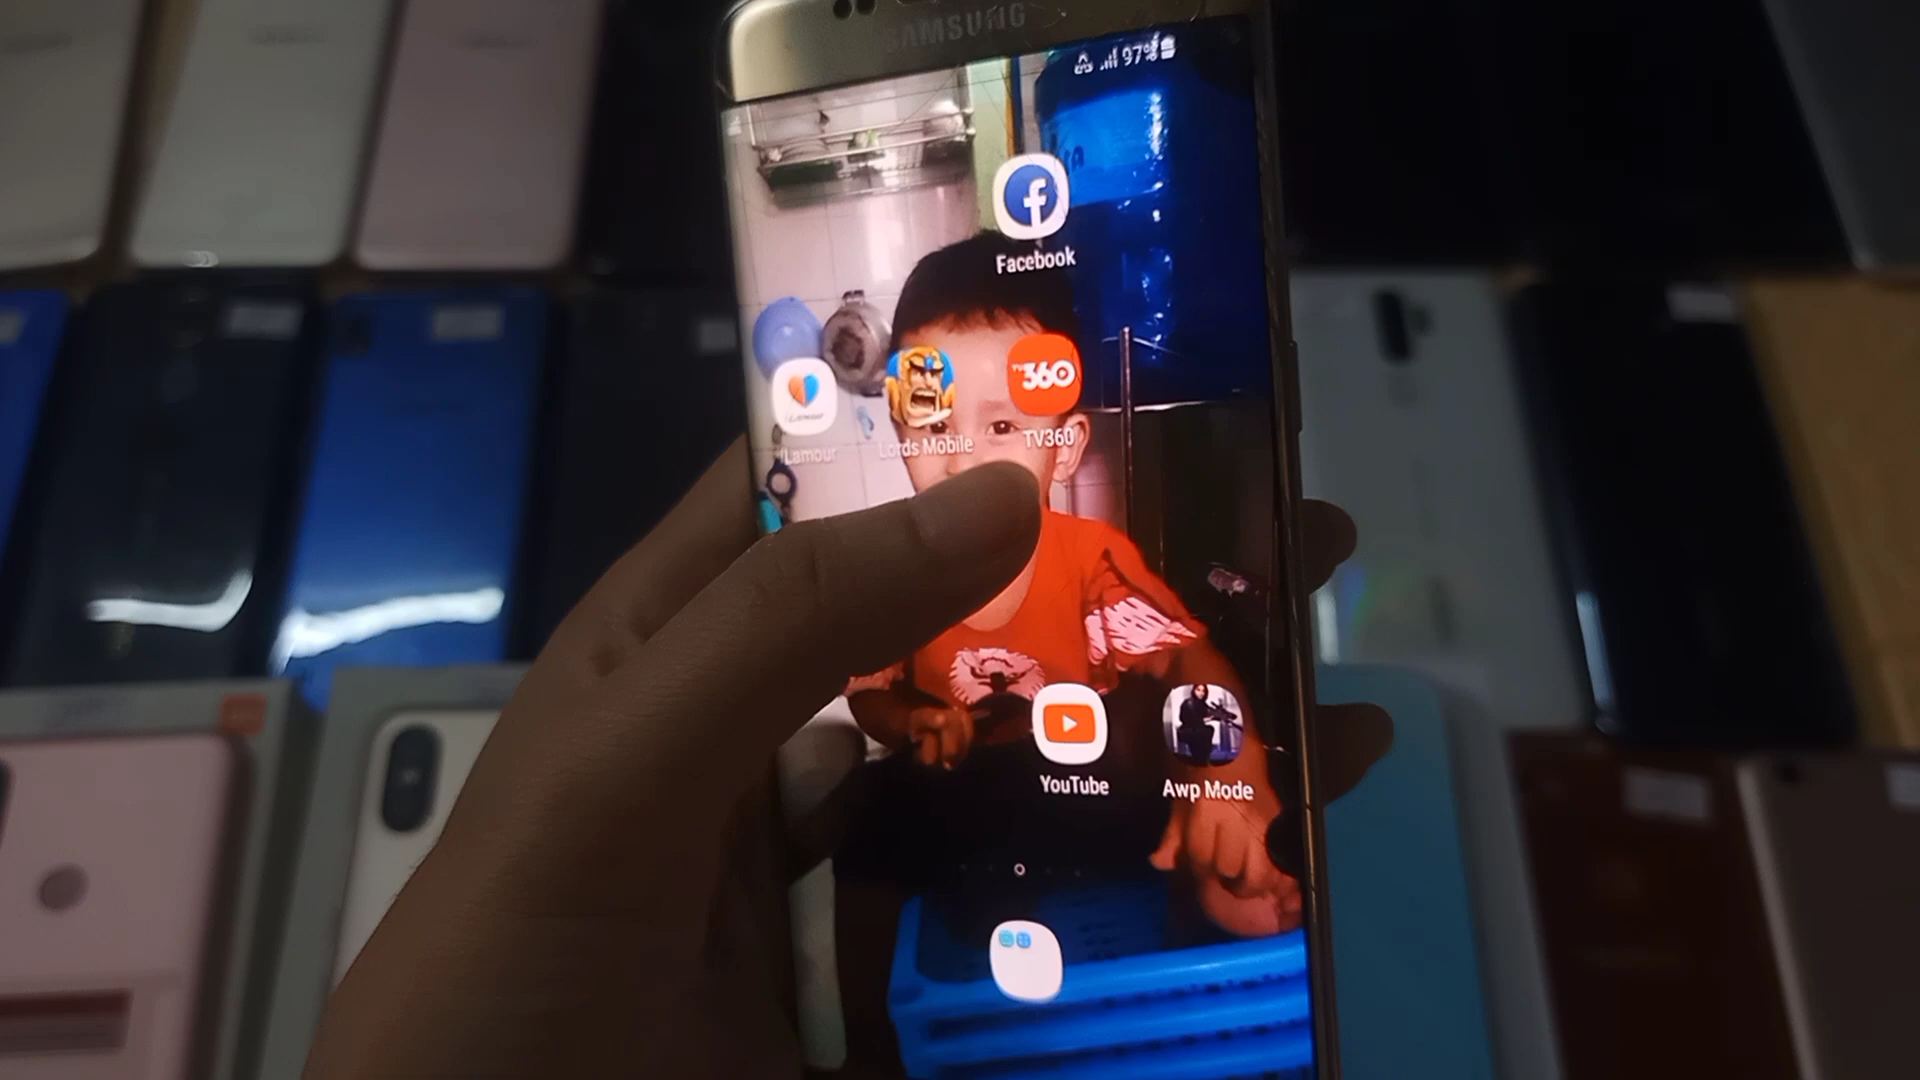 SAMSUNG
97%
Facebook
TV360
iLamour
Lords Mobile
TV360
YouTube
Awp Mode